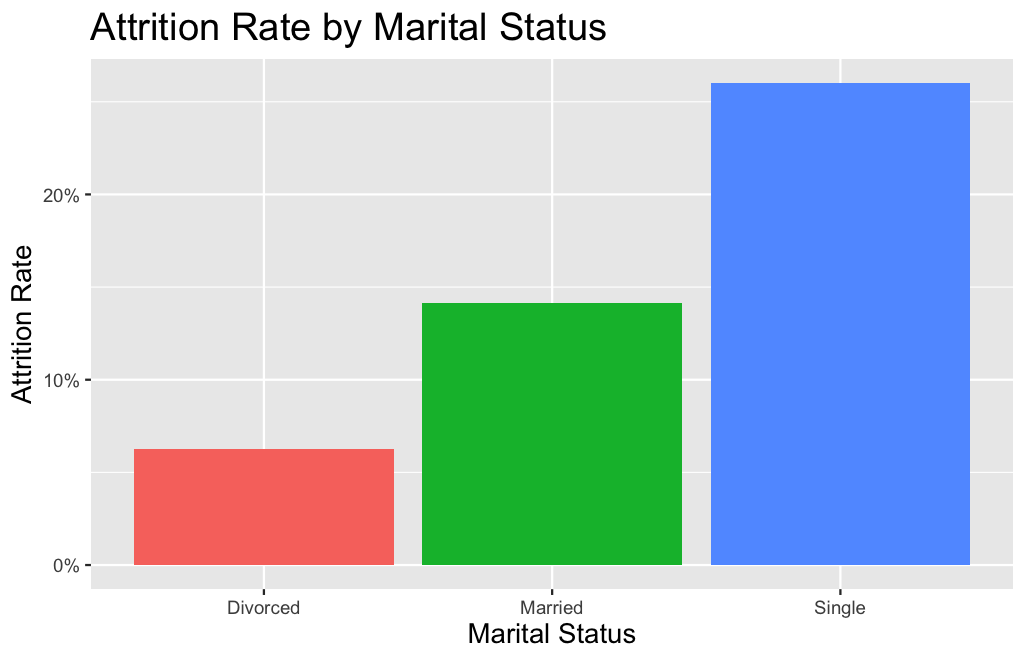 Attrition Rate by Marital Status
Attrition Rate
20%
10%
0%
Divorced
Married
Single
Marital Status